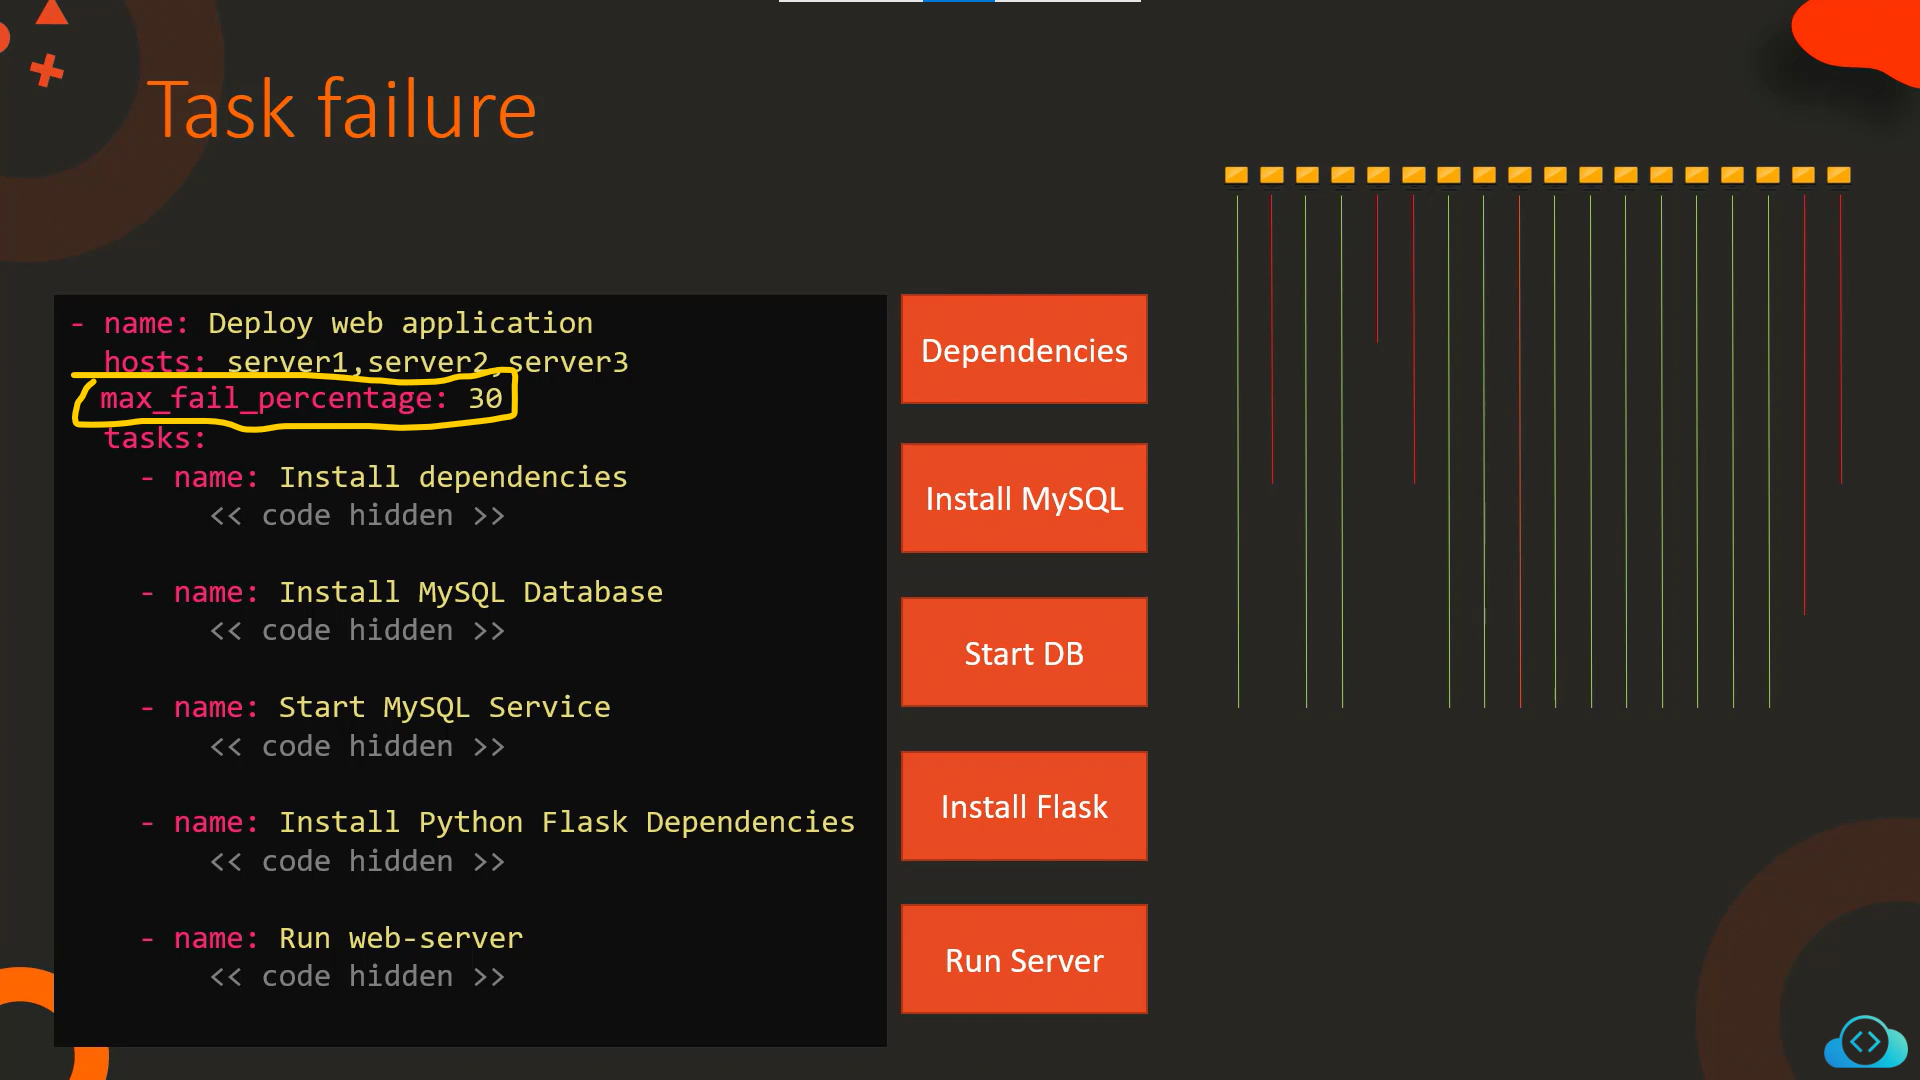 Task failure
- name: Deploy web application
hosts: server1,server2,server3
max_fail_percentage: 30
tasks:
- name: Install dependencies
<< code hidden >>
- name: Install MySQL Database
<< code hidden >>
- name: Start MySQL Service
<< code hidden >>
- name: Install Python Flask Dependencies
<< code hidden >>
- name: Run web-server
<< code hidden >>
Dependencies
Install MySQL
Start DB
Install Flask
Run Server